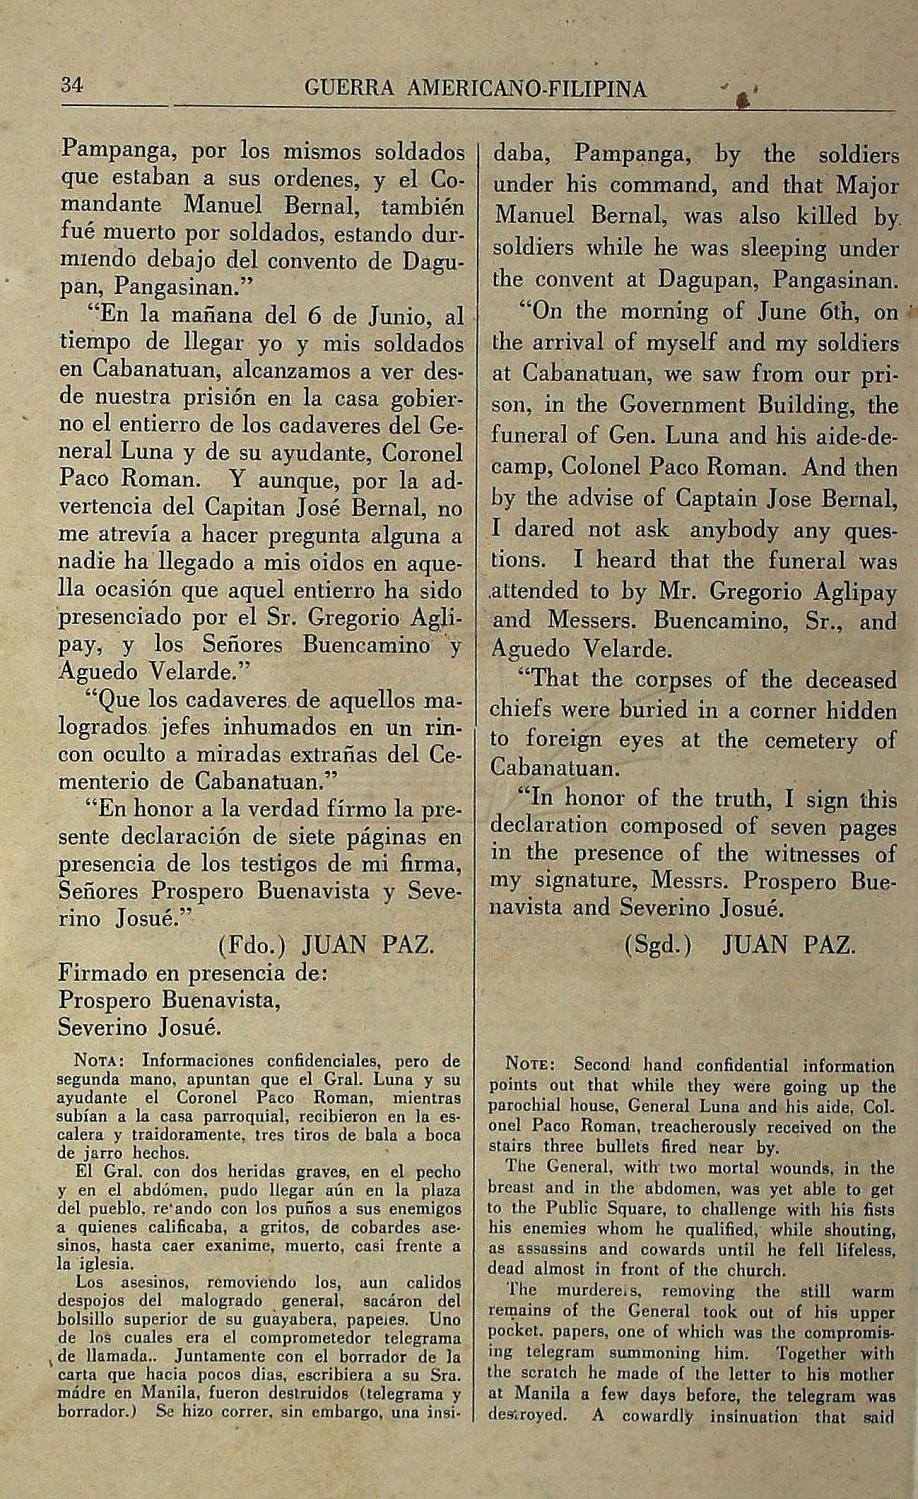 34 GUERRA AMERICANO-FILIPINA
Pampanga, por los mismos soldados
que estaban a sus ordenes, y el Co-
mandante Manuel Bernal, también
fué muerto por soldados, estando dur-
miendo debajo del convento de Dagu-
pan, Pangasinan.”
“En la mañana del 6 de Junio, al
tiempo de llegar yo y mis soldados
en Cabanatuan, alcanzamos a ver des-
de nuestra prisión en la casa gobier-
no el entierro de los cadaveres del Ge-
neral Luna y de su ayudante, Coronel
Paco Roman. Y aunque, por la ad-
vertencia del Capitan José Bernal, no
me atrevía a hacer pregunta alguna a
nadie ha llegado a mis oidos en aque-
lla ocasión que aquel entierro ha sido
presenciado por el Sr. Gregorio Agli-
pay, y los Señores Buencamino y
Aguedo Velarde.”
“Que los cadaveres de aquellos ma-
logrados jefes inhumados en un rin-
con oculto a miradas extrañas del Ce-
menterio de Cabanatuan.”
“En honor a la verdad fírmo la pre-
sente declaración de siete páginas en
presencia de los testigos de mi firma,
Señores Prospero Buenavista y Seve-
rino Josué.”
(Fdo.) JUAN PAZ.
Firmado en presencia de:
Prospero Buenavista,
Severino Josué.
NOTA: Informaciones confidenciales, pero de
segunda mano, apuntan que el Gral. Luna y su
ayudante el Coronel Paco Roman, mientras
subían a la casa parroquial, recibieron en la es-
calera y traidoramente, tres tiros de bala a boca
de jarro hechos.
El Gral. con dos heridas graves, en el pecho
y en el abdómen, pudo llegar aún en la plaza
del pueblo, retando con los puños a sus enemigos
a quienes calificaba, a gritos, de cobardes ase-
sinos, hasta caer exanime, muerto, casi frente a
la iglesia.
Los asesinos, removiendo los, aun calidos
despojos del malogrado general, sacáron del
bolsillo superior de su guayabera, papeles. Uno
de los cuales era el comprometedor telegrama
de llamada.. Juntamente con el borrador de la
carta que hacia pocos dias, escribiera a su Sra.
mádre en Manila, fueron destruidos (telegrama y
borrador.) Se hizo correr, sin embargo, una insi-
daba, Pampanga, by the soldiers
under his command, and that Major
Manuel Bernal, was also killed by
soldiers while he was sleeping under
the convent at Dagupan, Pangasinan.
“On the morning of June 6th, on
the arrival of myself and my soldiers
at Cabanatuan, we saw from our pri-
son, in the Government Building, the
funeral of Gen. Luna and his aide-de-
camp, Colonel Paco Roman. And then
by the advise of Captain Jose Bernal,
I dared not ask anybody any ques-
tions. I heard that the funeral was
attended to by Mr. Gregorio Aglipay
and Messers. Buencamino, Sr., and
Aguedo Velarde.
“That the corpses of the deceased
chiefs were buried in a corner hidden
to foreign eyes at the cemetery of
Cabanatuan.
“In honor of the truth, I sign this
declaration composed of seven pages
in the presence of the witnesses of
my signature, Messrs. Prospero Bue-
navista and Severino Josué.
(Sgd.) JUAN PAZ.
NOTE: Second hand confidential information
points out that while they were going up the
parochial house, General Luna and his aide, Col-
onel Paco Roman, treacherously received on the
stairs three bullets fired near by.
The General, with two mortal wounds, in the
breast and in the abdomen, was yet able to get
to the Public Square, to challenge with his fists
his enemies whom he qualified, while shouting,
as assassins and cowards until he fell lifeless,
dead almost in front of the church.
The murderers, removing the still warm
remains of the General took out of his upper
pocket, papers, one of which was the compromis-
ing telegram summoning him. Together with
the scratch he made of the letter to his mother
at Manila a few days before, the telegram was
destroyed. A cowardly insinuation that said